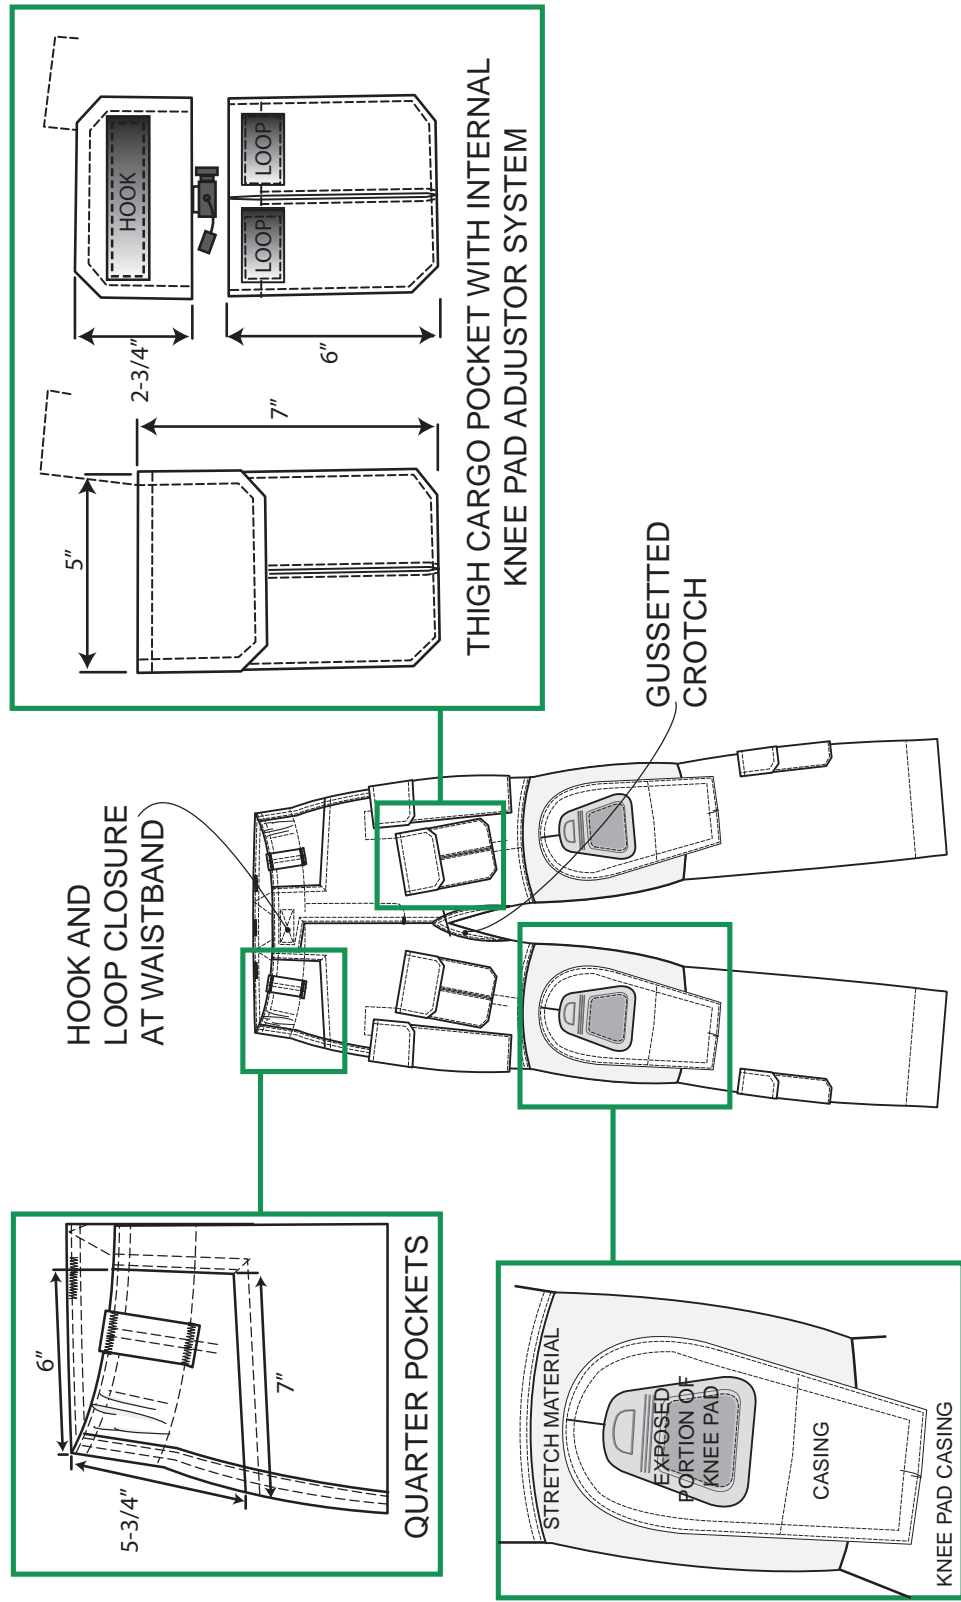 HOOK AND
LOOP CLOSURE
AT WAISTBAND
6”
5-3/4”
7”
QUARTER POCKETS
STRETCH MATERIAL
EXPOSED
PORTION OF
KNEE PAD
CASING
KNEE PAD CASING
GUSSETTED
CROTCH
5”
7”
2-3/4”
6”
HOOK
LOOP
LOOP
THIGH CARGO POCKET WITH INTERNAL
KNEE PAD ADJUSTOR SYSTEM